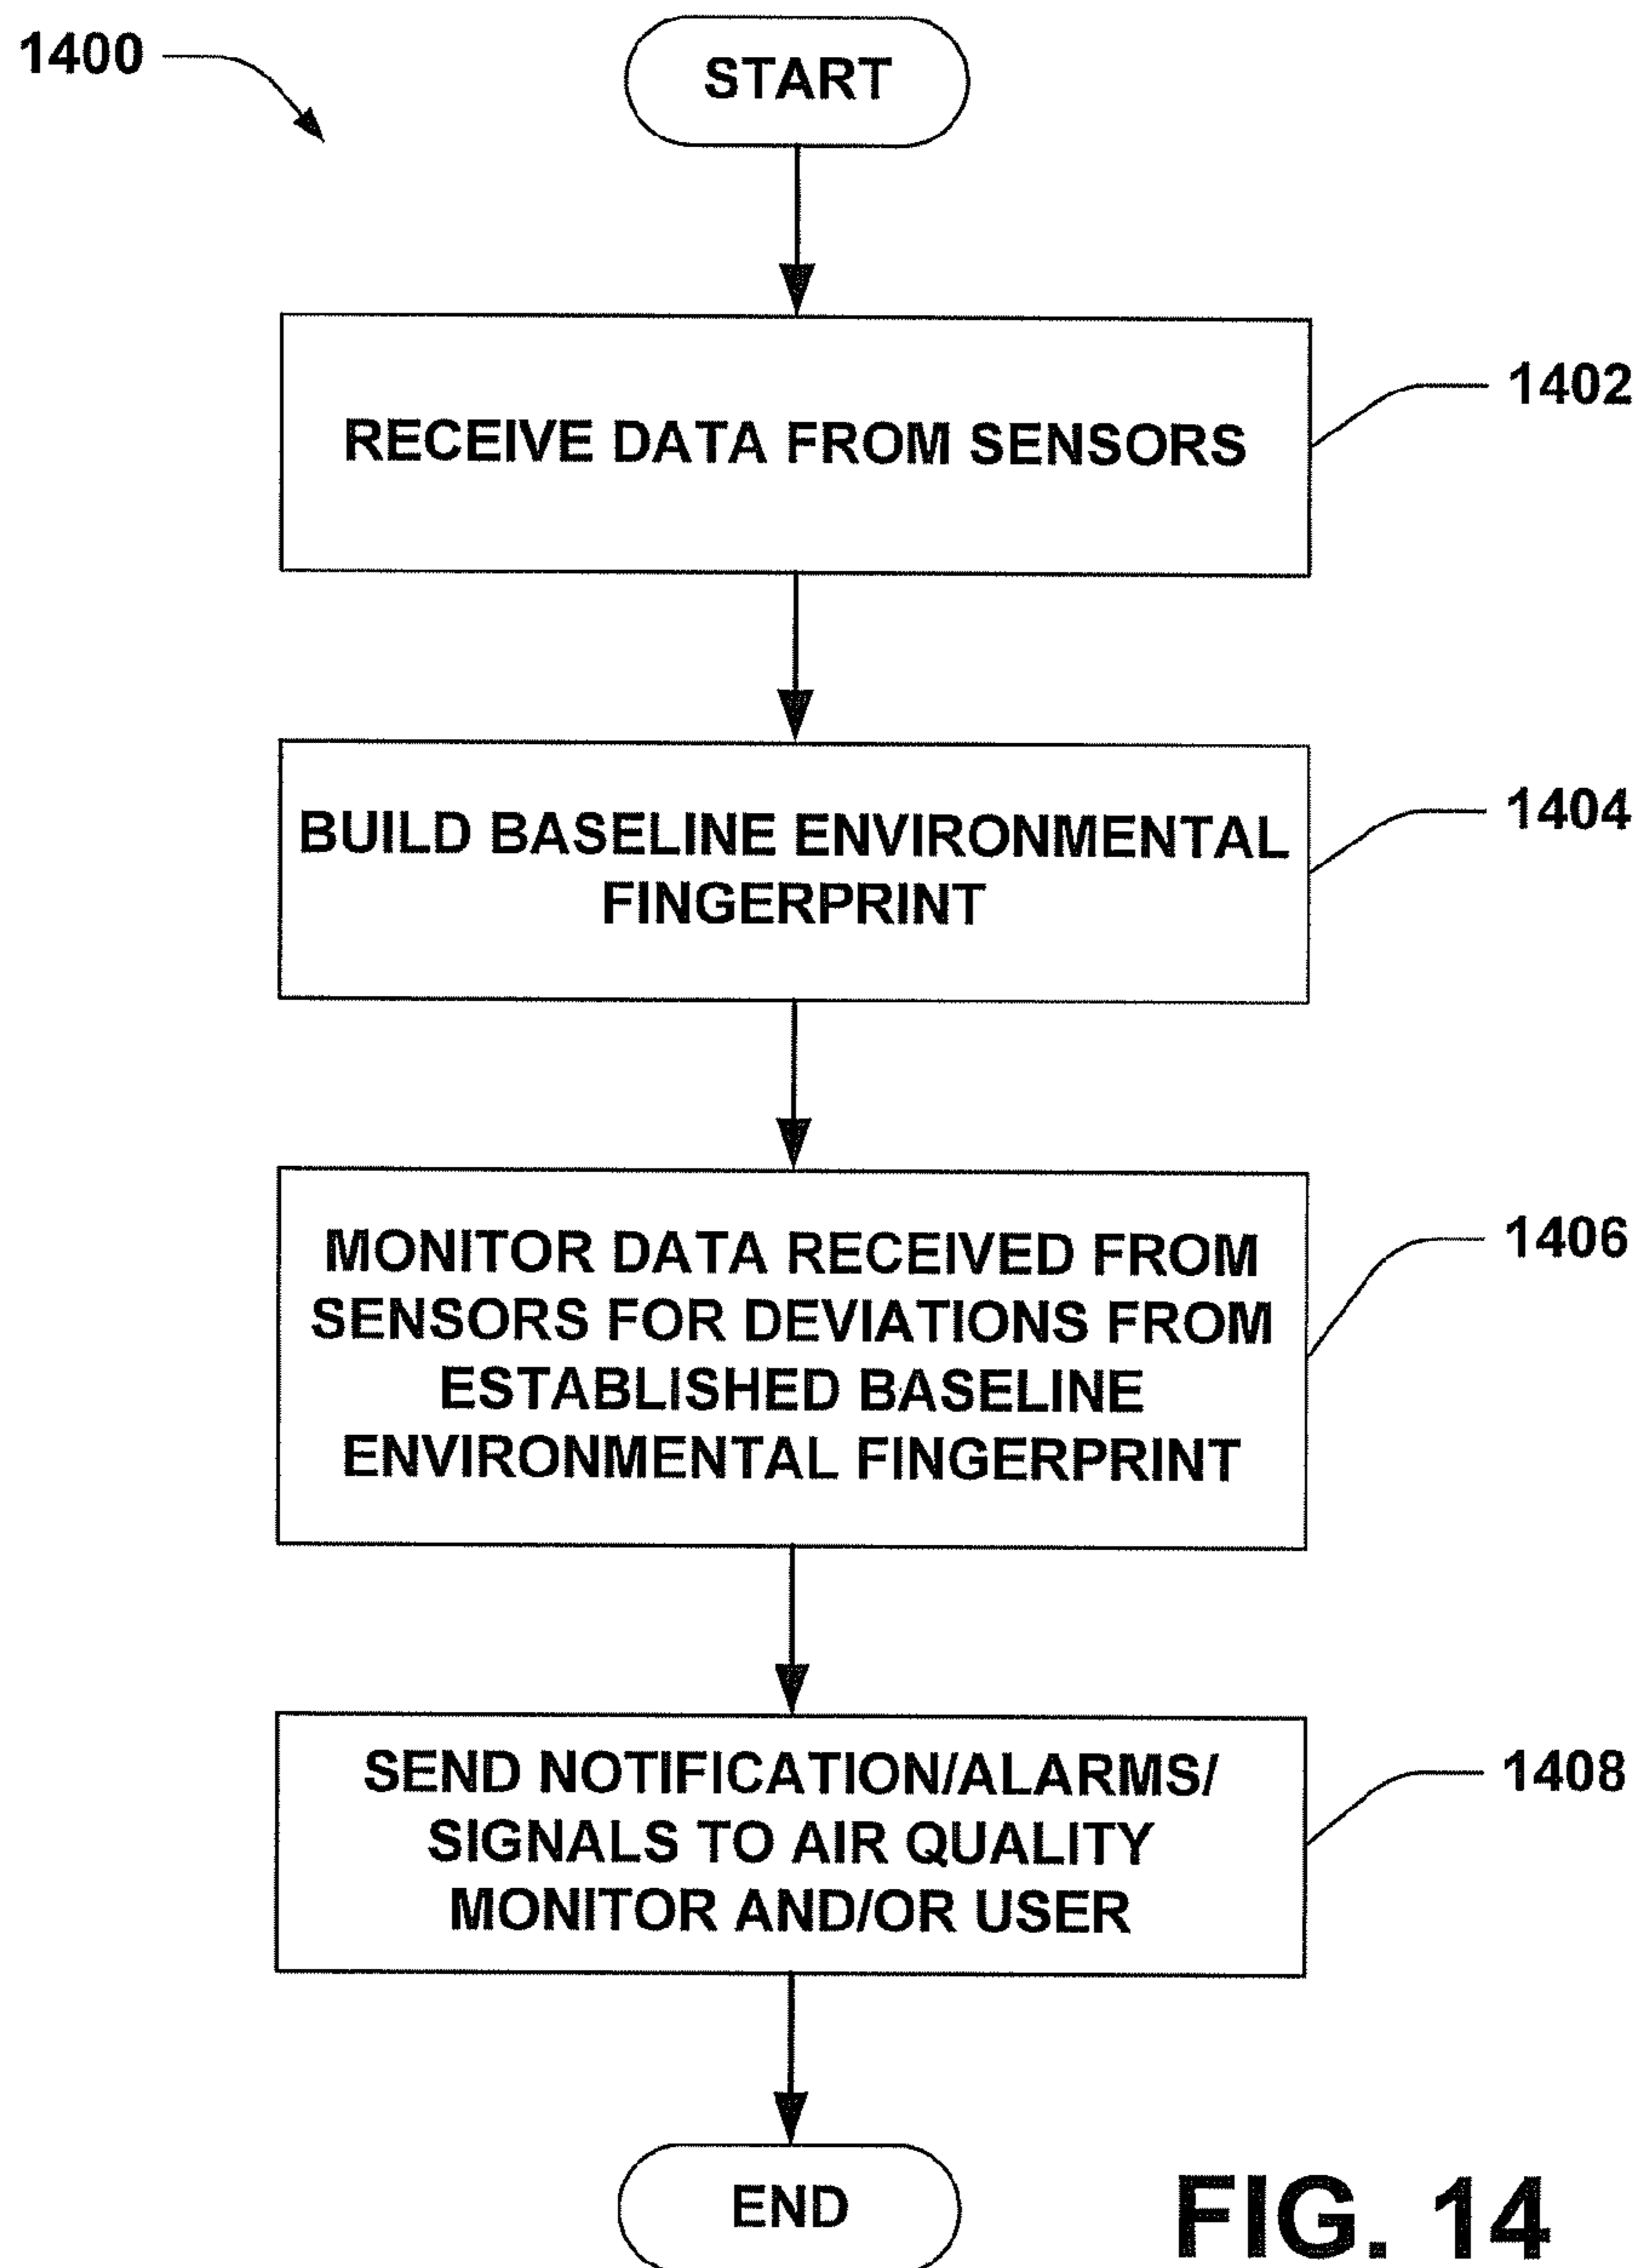 1400
START
RECEIVE DATA FROM SENSORS
1402
BUILD BASELINE ENVIRONMENTAL
FINGERPRINT
1404
MONITOR DATA RECEIVED FROM
SENSORS FOR DEVIATIONS FROM
ESTABLISHED BASELINE
ENVIRONMENTAL FINGERPRINT
1406
SEND NOTIFICATION/ALARMS/
SIGNALS TO AIR QUALITY
MONITOR AND/OR USER
1408
END
FIG. 14